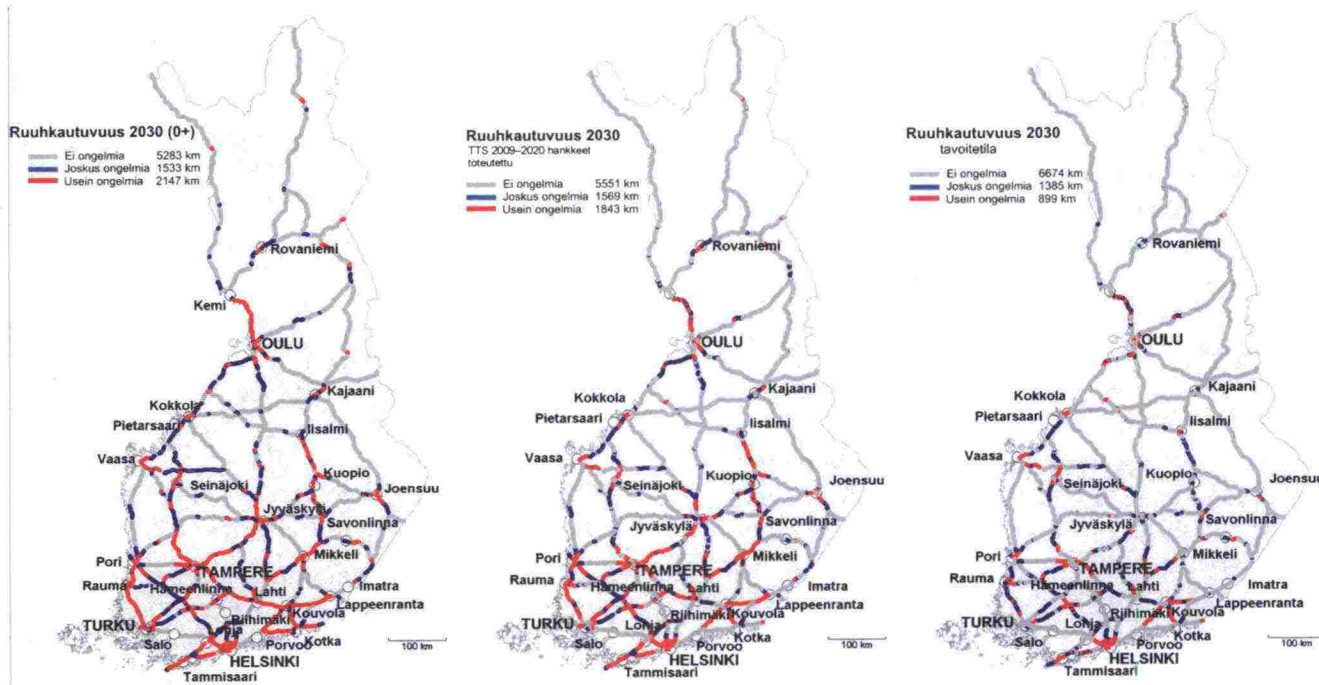 Ruuhkautuvuus 2030 (0+)
Ei ongelmia 5283 km
Joskus ongelmia 1533 km
Usein ongelmia 2147 km
Rovaniemi
Kemi
OULU
Kajaani
Kokkola
Pietarsaari
Iisalmi
Vaasa
Kuopio
Seinäjoki
Joensuu
Jyväskylä
Savonlinna
Mikkeli
Pori
TAMPERE
Rauma
Hämeenlinna
Lahti
Imatra
Lappeenranta
Kouvola
Riihimäki
TURKU
Salo
Porvoo
Kotka
HELSINKI
Tammisaari
100 km
Ruuhkautuvuus 2030
TTS 2009–2020 hankkeet
toteutettu
Ei ongelmia 5551 km
Joskus ongelmia 1569 km
Usein ongelmia 1843 km
Rovaniemi
OULU
Kajaani
Kokkola
Pietarsaari
Iisalmi
Vaasa
Kuopio
Seinäjoki
Joensuu
Jyväskylä
Savonlinna
Mikkeli
Pori
TAMPERE
Rauma
Hämeenlinna
Lahti
Imatra
Lappeenranta
Kouvola
Riihimäki
TURKU
Lohja
Salo
Kotka
Porvoo
HELSINKI
Tammisaari
100 km
Ruuhkautuvuus 2030
tavoitetila
Ei ongelmia 6674 km
Joskus ongelmia 1385 km
Usein ongelmia 899 km
Rovaniemi
OULU
Kajaani
Kokkola
Pietarsaari
Iisalmi
Vaasa
Kuopio
Seinäjoki
Joensuu
Jyväskylä
Savonlinna
Mikkeli
Pori
TAMPERE
Rauma
Hämeenlinna
Lahti
Imatra
Lappeenranta
Kouvola
Riihimäki
TURKU
Lohja
Salo
Kotka
Porvoo
HELSINKI
Tammisaari
100 km